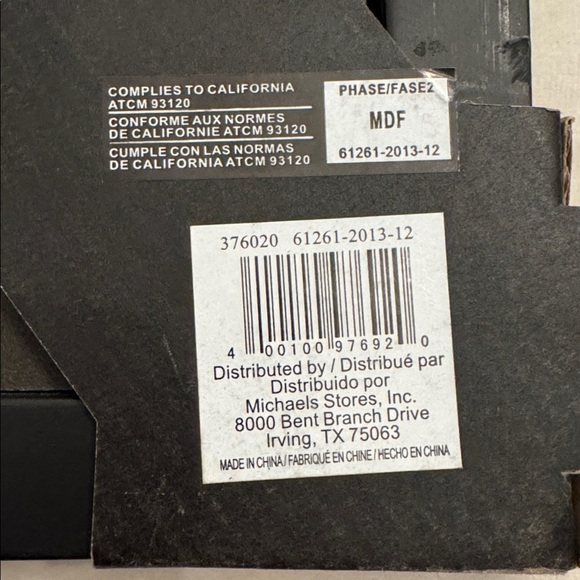 COMPLIES TO CALIFORNIA
ATCM 93120
CONFORME AUX NORMES
DE CALIFORNIE ATCM 93120
CUMPLE CON LAS NORMAS
DE CALIFORNIA ATCM 93120
PHASE/FASE2
MDF
61261-2013-12
376020 61261-2013-12
4 00100 97692 0
Distributed by / Distribué par
Distribuido por
Michaels Stores, Inc.
8000 Bent Branch Drive
Irving, TX 75063
MADE IN CHINA / FABRIQUÉ EN CHINE / HECHO EN CHINA